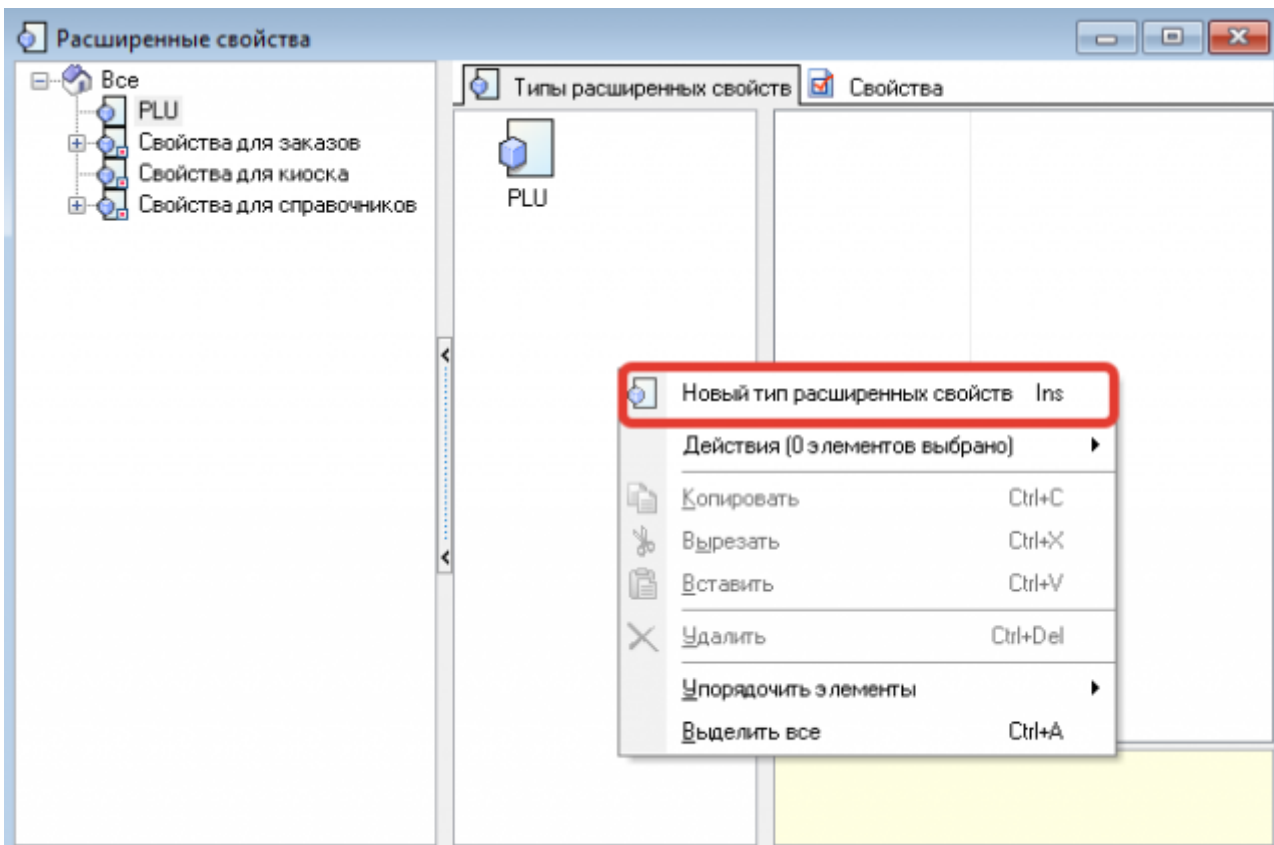 Расширенные свойства
Все
PLU
Свойства для заказов
Свойства для киоска
Свойства для справочников
Типы расширенных свойств
Свойства
PLU
Новый тип расширенных свойств Ins
Действия (0 элементов выбрано)
Копировать Ctrl+C
Вырезать Ctrl+X
Вставить Ctrl+V
Удалить Ctrl+Del
Упорядочить элементы
Выделить все Ctrl+A